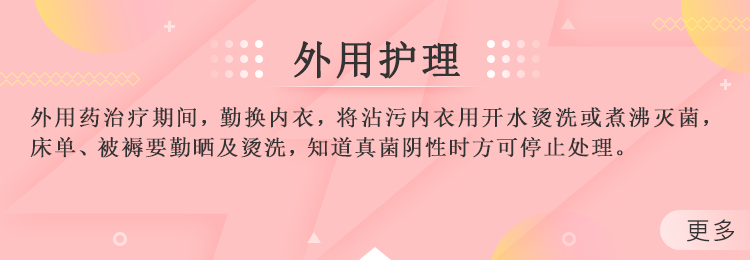 外用护理
外用药治疗期间，勤换内衣，将沾污内衣用开水烫洗或煮沸灭菌，
床单、被褥要勤晒及烫洗，知道真菌阴性时方可停止处理。
更多